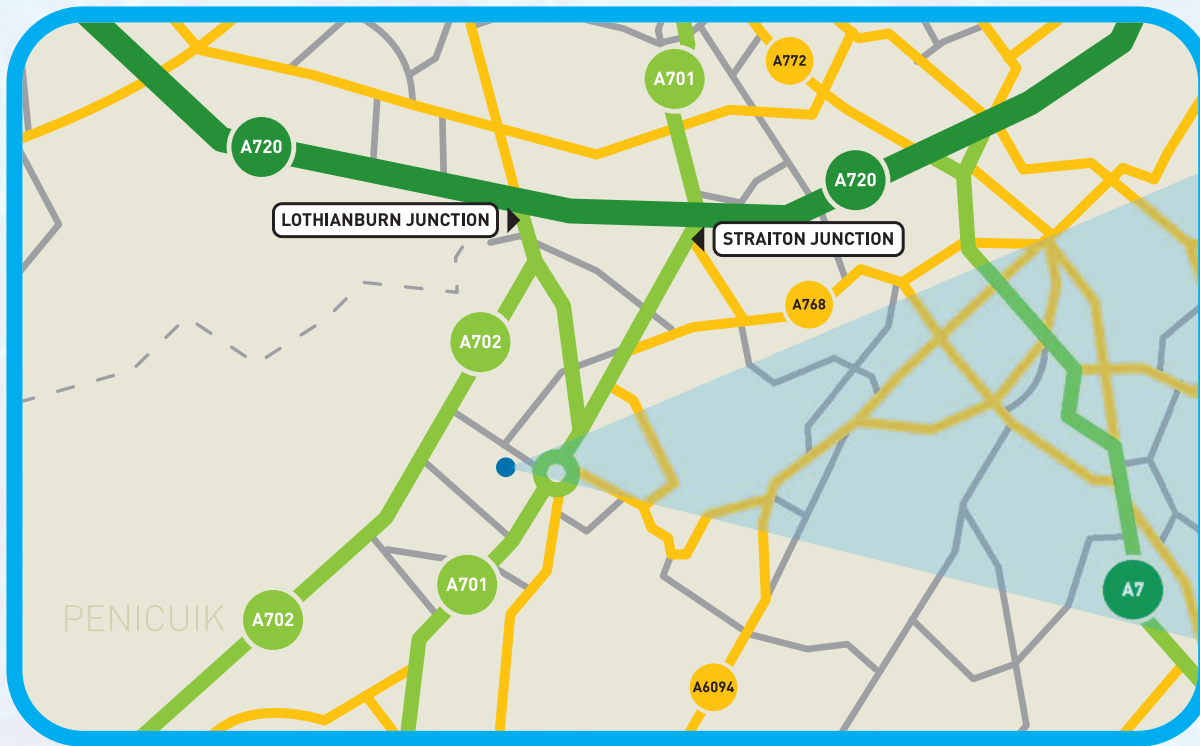 A772
A701
A720
A720
LOTHIANBURN JUNCTION
STRAITON JUNCTION
A768
A702
A701
A7
PENICUIK
A702
A6094